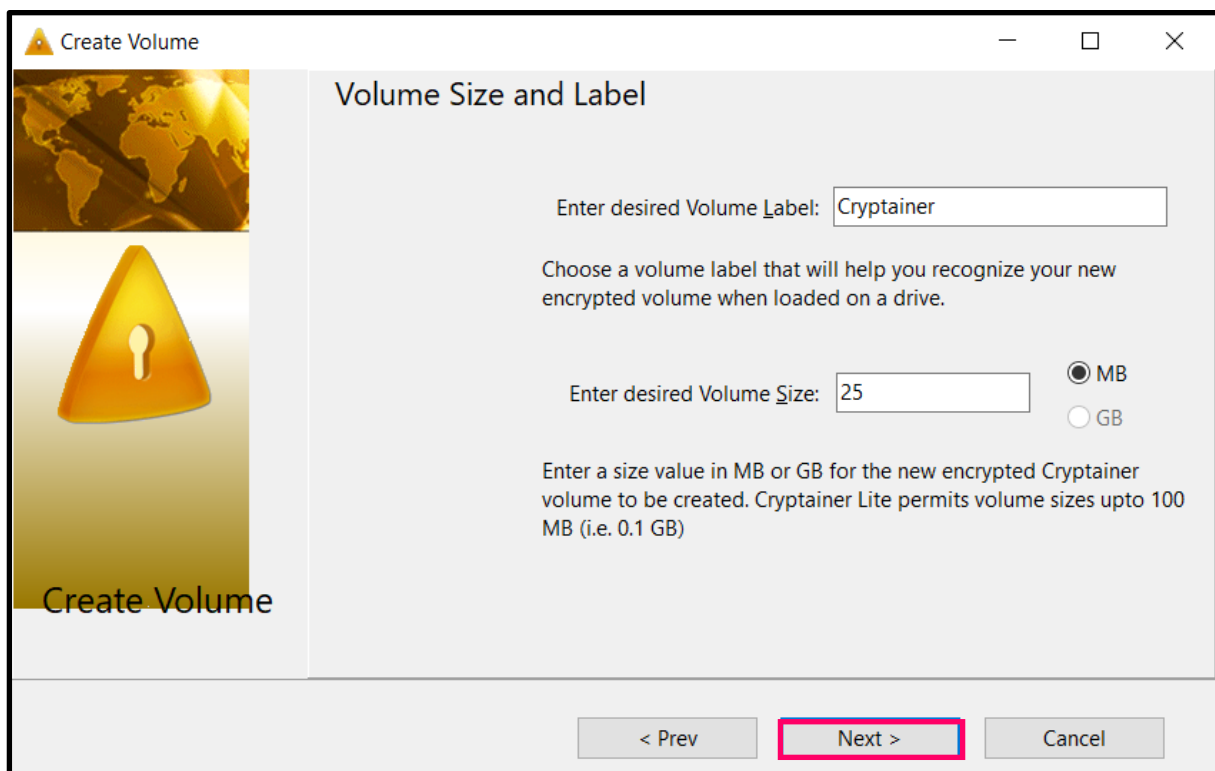 Create Volume
Volume Size and Label
Enter desired Volume Label: Cryptainer
Choose a volume label that will help you recognize your new
encrypted volume when loaded on a drive.
Enter desired Volume Size: 25
MB
GB
Enter a size value in MB or GB for the new encrypted Cryptainer
volume to be created. Cryptainer Lite permits volume sizes upto 100
MB (i.e. 0.1 GB)
Create Volume
< Prev
Next >
Cancel